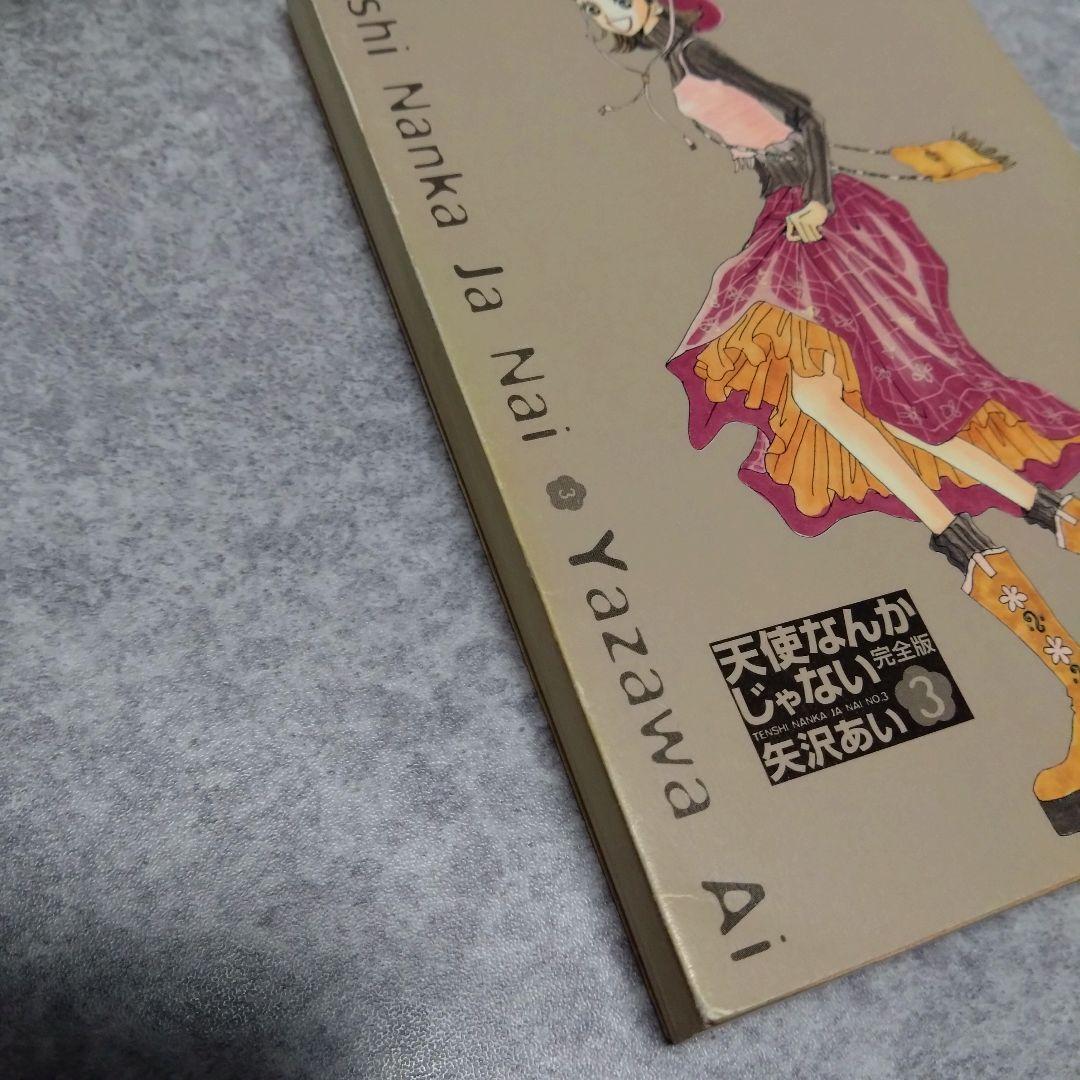 shi Nanka Ja Nai 3 Yazawa Ai
天使なんか
じゃない 完全版
TENSHI NANKA JA NAI NO.3
矢沢あい 3